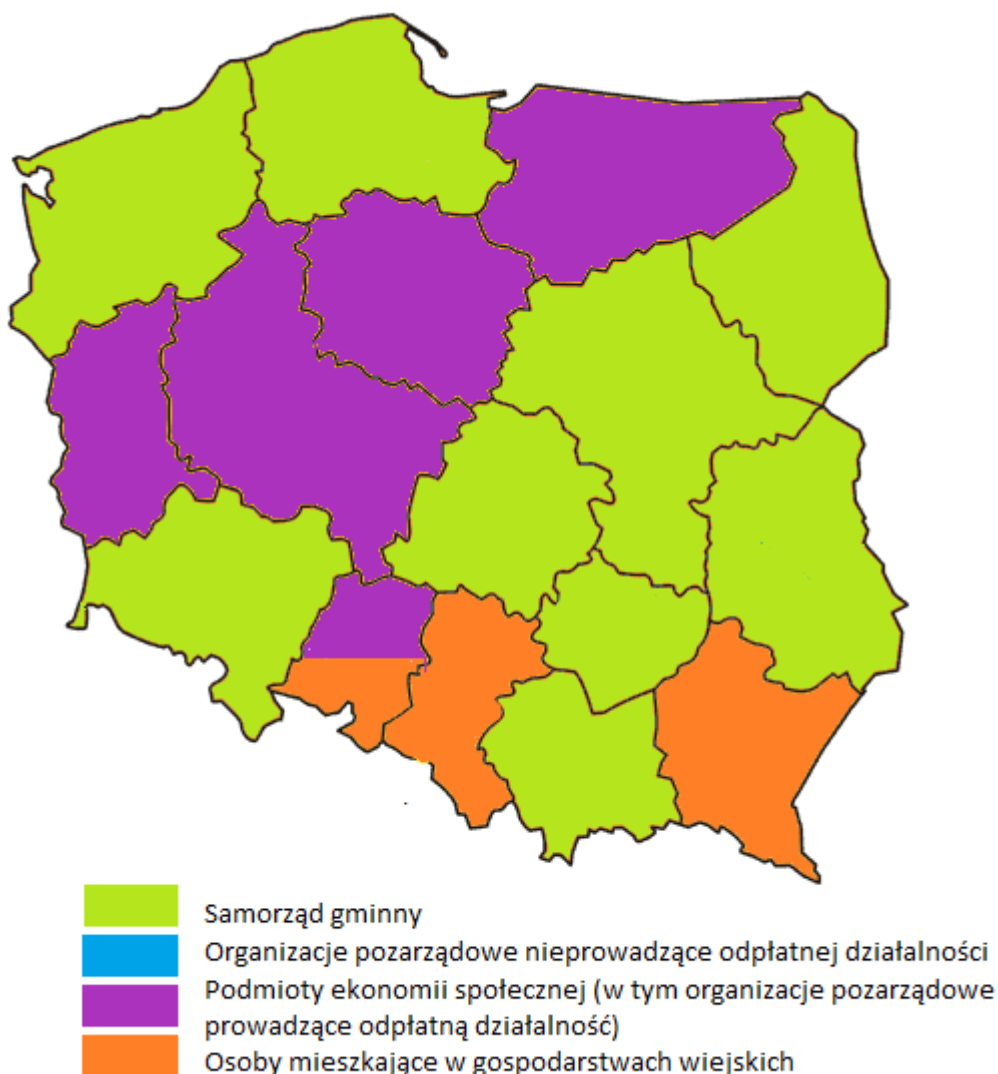 Samorząd gminny
Organizacje pozarządowe nieprowadzące odpłatnej działalności
Podmioty ekonomii społecznej (w tym organizacje pozarządowe
prowadzące odpłatną działalność)
Osoby mieszkające w gospodarstwach wiejskich